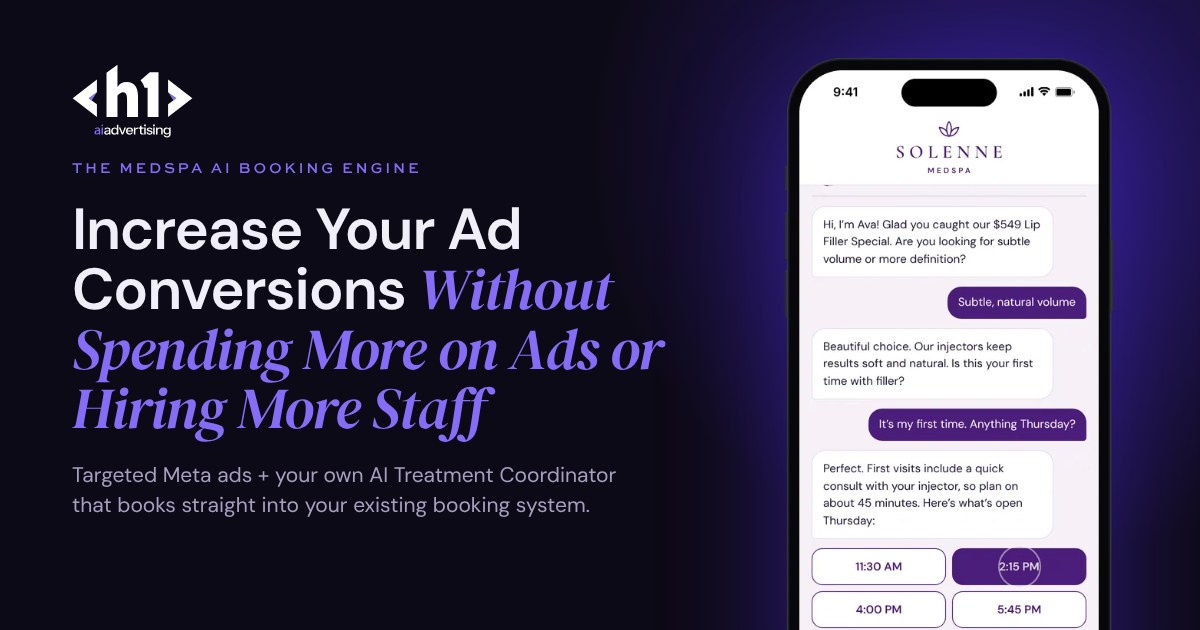 <h1>
aiadvertising
THE MEDSPA AI BOOKING ENGINE
Increase Your Ad
Conversions Without
Spending More on Ads or
Hiring More Staff
Targeted Meta ads + your own AI Treatment Coordinator
that books straight into your existing booking system.
9:41
SOLENNE
MEDSPA
Hi, I'm Ava! Glad you caught our $549 Lip
Filler Special. Are you looking for subtle
volume or more definition?
Subtle, natural volume
Beautiful choice. Our injectors keep
results soft and natural. Is this your first
time with filler?
It's my first time. Anything Thursday?
Perfect. First visits include a quick
consult with your injector, so plan on
about 45 minutes. Here's what's open
Thursday:
11:30 AM
2:15 PM
4:00 PM
5:45 PM